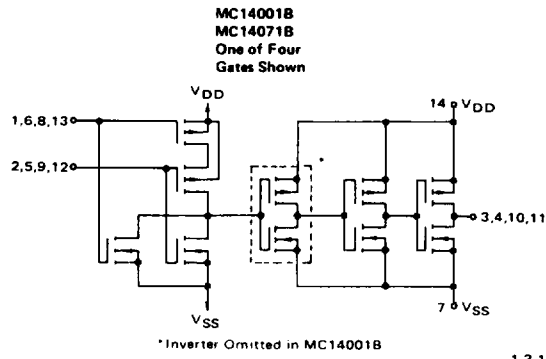 MC14001B
MC14071B
One of Four
Gates Shown
VDD
14 VDD
1,6,8,13
2,5,9,12
*
3,4,10,11
7 VSS
VSS
*Inverter Omitted in MC14001B